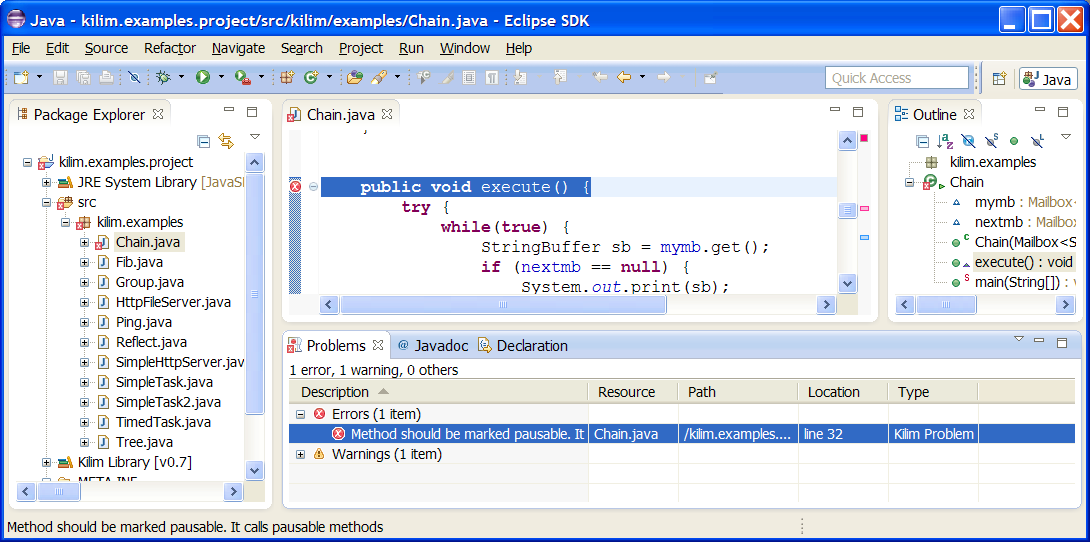 Java - kilim.examples.project/src/kilim/examples/Chain.java - Eclipse SDK
File Edit Source Refactor Navigate Search Project Run Window Help
Quick Access
Java
Package Explorer
kilim.examples.project
JRE System Library [JavaS
src
kilim.examples
Chain.java
Fib.java
Group.java
HttpFileServer.java
Ping.java
Reflect.java
SimpleHttpServer.jav
SimpleTask.java
SimpleTask2.java
TimedTask.java
Tree.java
Kilim Library [v0.7]
META-INF
Chain.java
}
public void execute() {
try {
while(true) {
StringBuffer sb = mymb.get();
if (nextmb == null) {
System.out.print(sb);
Outline
kilim.examples
Chain
mymb : Mailbox<
nextmb : Mailbox<
Chain(Mailbox<S
execute() : void
main(String[]) : v
Problems @ Javadoc Declaration
1 error, 1 warning, 0 others
Description Resource Path Location Type
Errors (1 item)
Method should be marked pausable. It Chain.java /kilim.examples.... line 32 Kilim Problem
Warnings (1 item)
Method should be marked pausable. It calls pausable methods